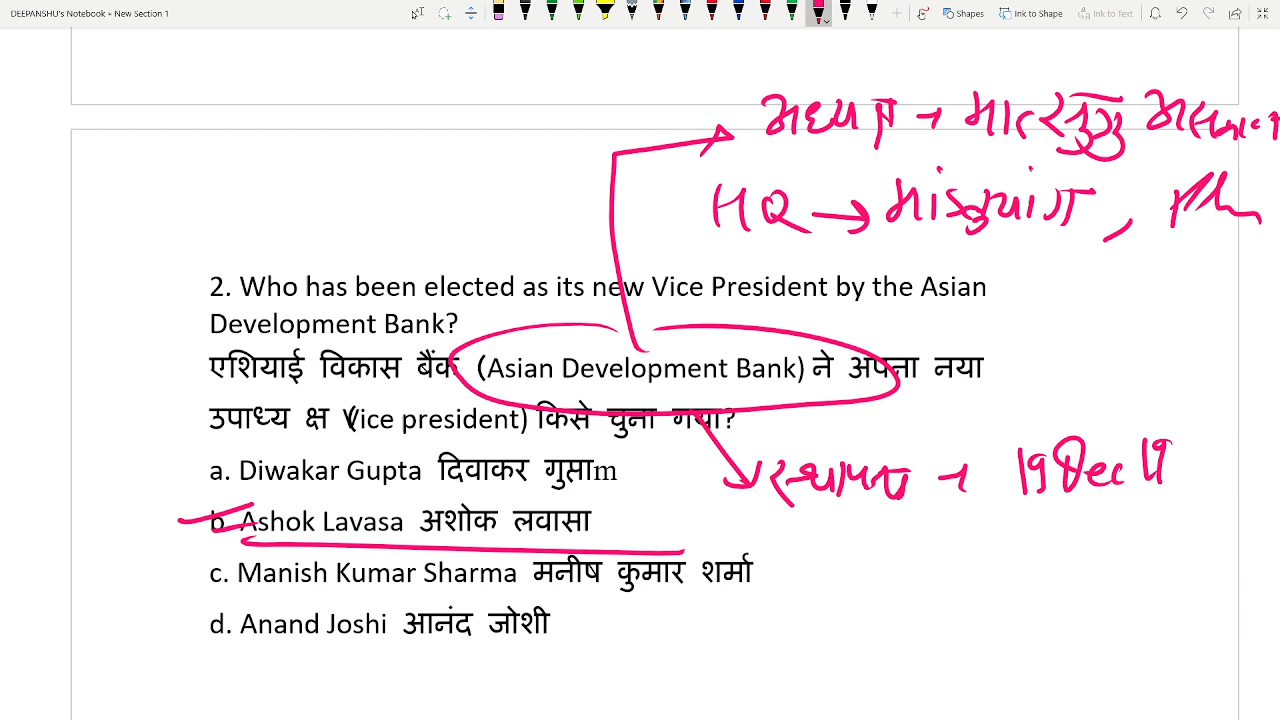 DEEPANSHU's Notebook » New Section 1
Shapes
Ink to Shape
Ink to Text
HQ → मांडलुयोंग,
2. Who has been elected as its new Vice President by the Asian
Development Bank?
एशियाई विकास बैंक (Asian Development Bank) ने अपना नया
उपाध्य क्ष (Vice president) किसे चुना गया?
स्थापना → 19 Dec 19
a. Diwakar Gupta दिवाकर गुप्ताm
b. Ashok Lavasa अशोक लवासा
c. Manish Kumar Sharma मनीष कुमार शर्मा
d. Anand Joshi आनंद जोशी